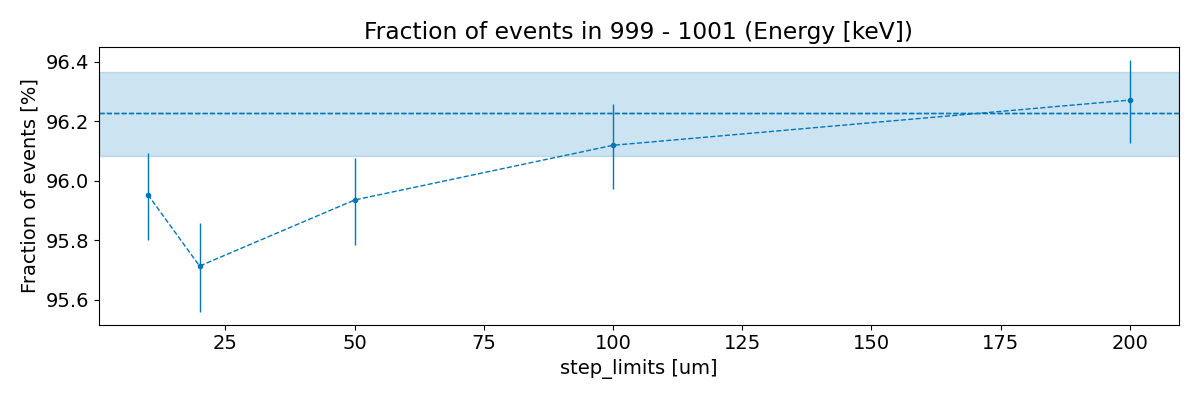 Fraction of events in 999 - 1001 (Energy [keV])
Fraction of events [%]
96.4
96.2
96.0
95.8
95.6
25 50 75 100 125 150 175 200
step_limits [um]